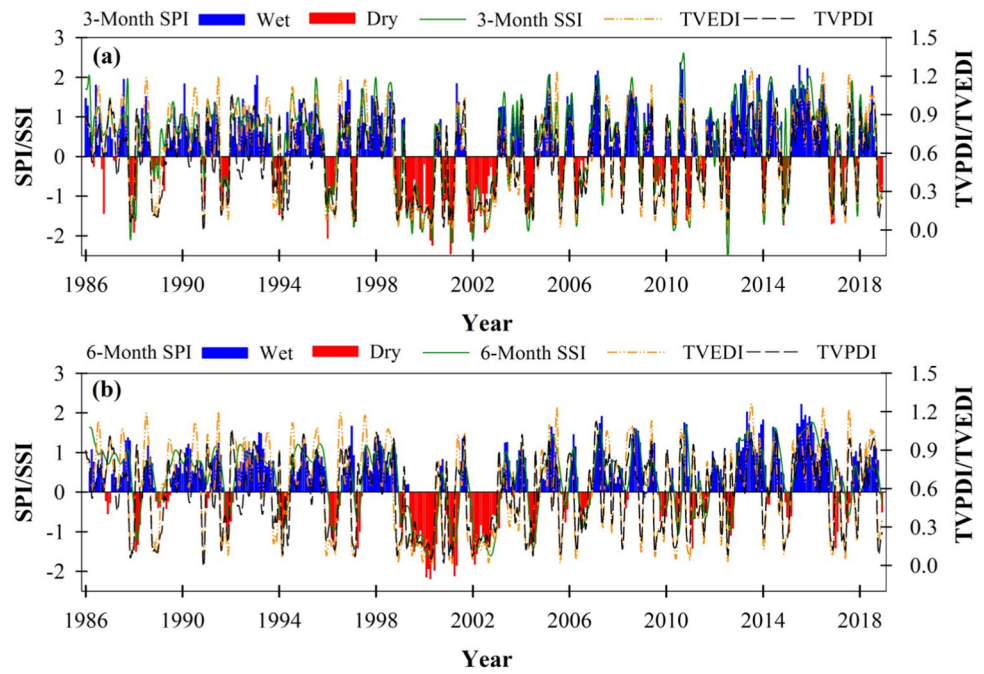 3-Month SPI Wet Dry 3-Month SSI TVEDI TVPDI
(a)
3
2
1
0
-1
-2
SPI/SSI
1.5
1.2
0.9
0.6
0.3
0.0
TVPDI/TVEDI
1986 1990 1994 1998 2002 2006 2010 2014 2018
Year
6-Month SPI Wet Dry 6-Month SSI TVEDI TVPDI
(b)
3
2
1
0
-1
-2
SPI/SSI
1.5
1.2
0.9
0.6
0.3
0.0
TVPDI/TVEDI
1986 1990 1994 1998 2002 2006 2010 2014 2018
Year